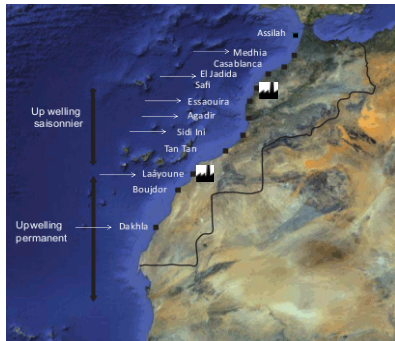 Assilah
Medhia
Casablanca
El Jadida
Safi
Essaouira
Agadir
Sidi Ini
Tan Tan
Laâyoune
Boujdor
Dakhla
Up welling
saisonnier
Upwelling
permanent